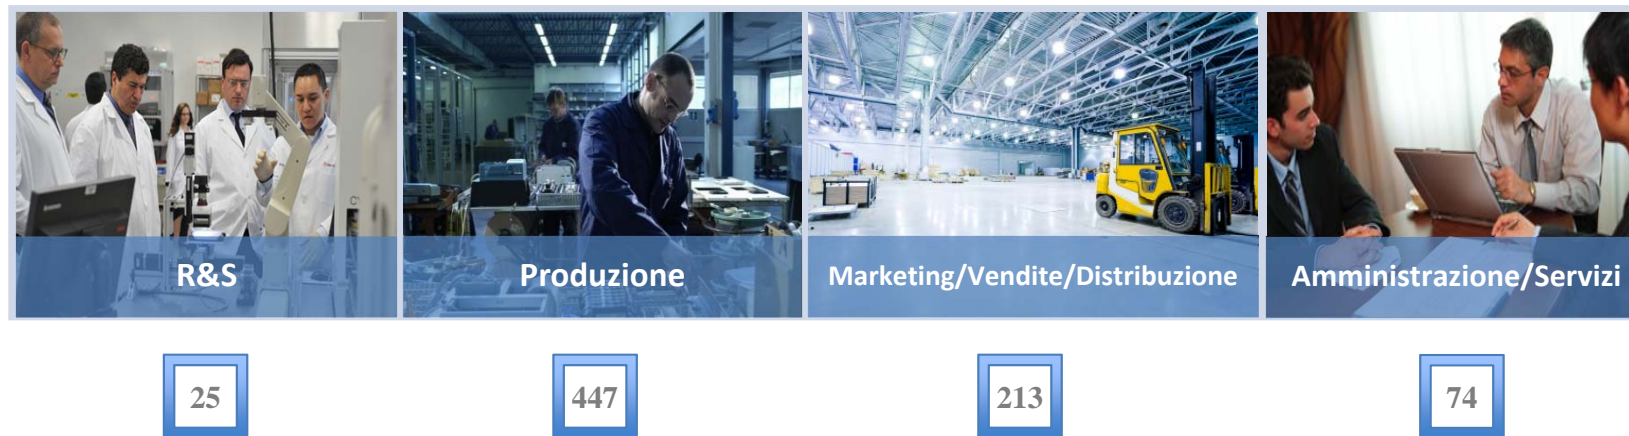 R&S
Produzione
Marketing/Vendite/Distribuzione
Amministrazione/Servizi
25
447
213
74